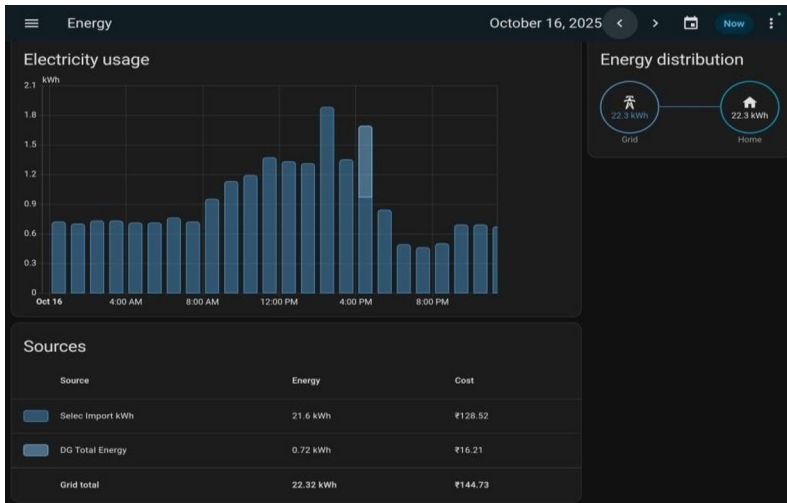 Energy
October 16, 2025
Now
Electricity usage
kWh
2.1
1.8
1.5
1.2
0.9
0.6
0.3
0
Oct 16
4:00 AM
8:00 AM
12:00 PM
4:00 PM
8:00 PM
Energy distribution
22.3 kWh
22.3 kWh
Grid
Home
Sources
Source Energy Cost
Selec Import kWh 21.6 kWh ₹128.52
DG Total Energy 0.72 kWh ₹16.21
Grid total 22.32 kWh ₹144.73